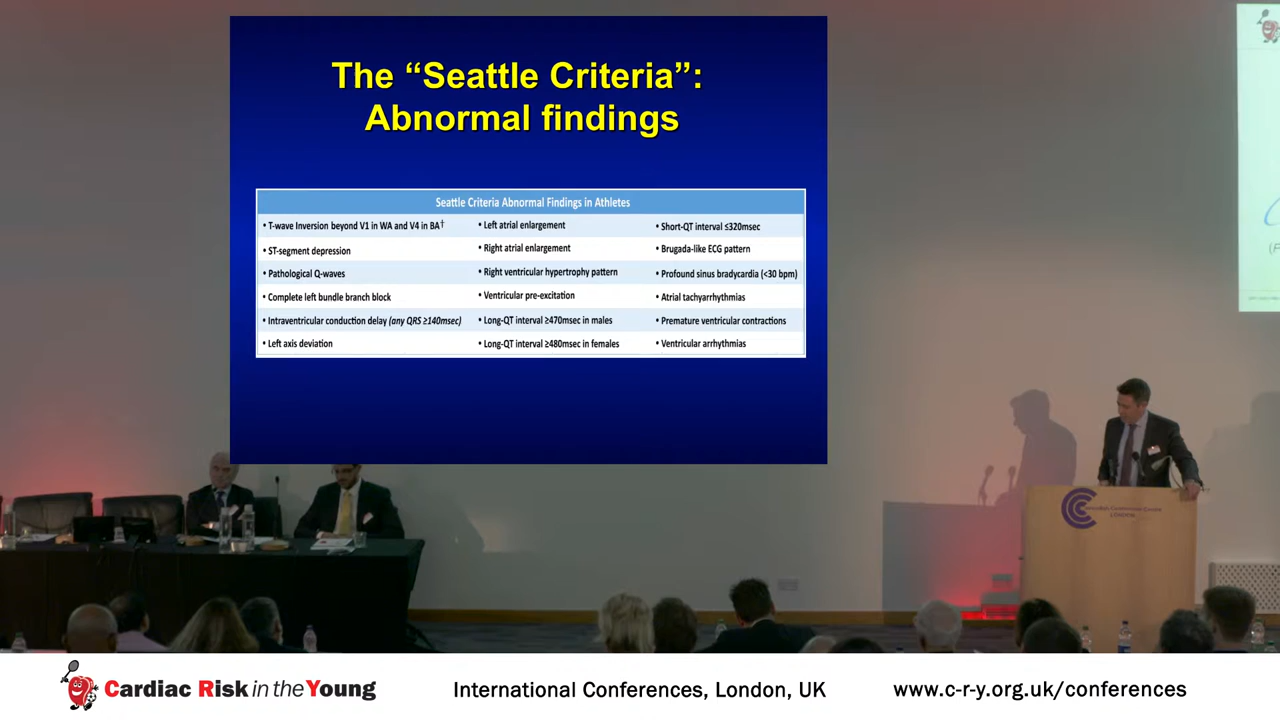 The “Seattle Criteria”:
Abnormal findings
Seattle Criteria Abnormal Findings in Athletes
• T-wave Inversion beyond V1 in WA and V4 in BA†
• ST-segment depression
• Pathological Q-waves
• Complete left bundle branch block
• Intraventricular conduction delay (any QRS ≥140msec)
• Left axis deviation
• Left atrial enlargement
• Right atrial enlargement
• Right ventricular hypertrophy pattern
• Ventricular pre-excitation
• Long-QT interval ≥470msec in males
• Long-QT interval ≥480msec in females
• Short-QT interval ≤320msec
• Brugada-like ECG pattern
• Profound sinus bradycardia (<30 bpm)
• Atrial tachyarrhythmias
• Premature ventricular contractions
• Ventricular arrhythmias
LONDON
Cardiac Risk in the Young
International Conferences, London, UK
www.c-r-y.org.uk/conferences